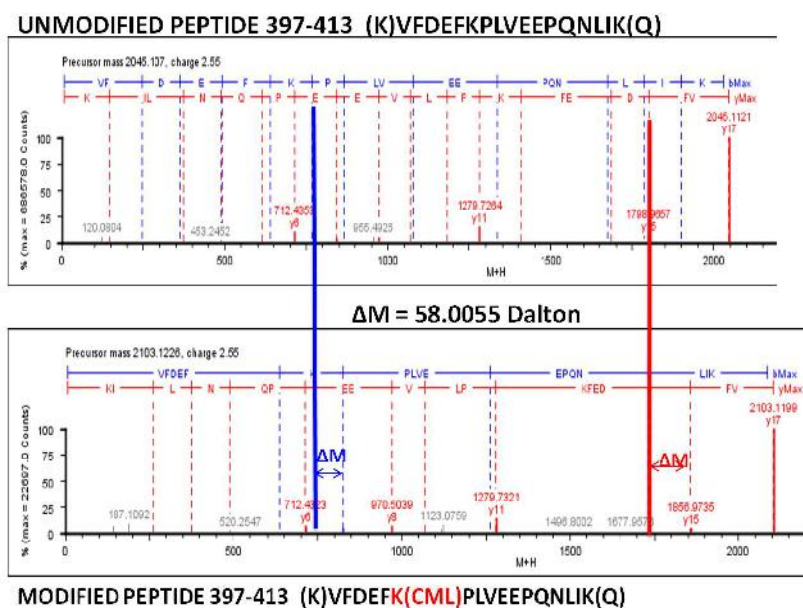 UNMODIFIED PEPTIDE 397-413 (K)VFDEFKPLVEEPQNLIK(Q)
Precursor mass 2045.137, charge 2.55
VF D E F K P LV EE PQN L I K bMax
K I/L N Q P E E V L P K FE D FV yMax
2045.1121
y17
100
75
50
25
0
% (max = 686578.0 Counts)
120.0804
453.2452
y6
955.4925
1279.7264
y11
0 500 1000 1500 2000
M+H
ΔM = 58.0055 Dalton
Precursor mass 2103.1226, charge 2.55
VFDEF PLVE EPQN LIK bMax
KI L N QP EE V LP KFED FV yMax
2103.1199
y17
100
75
50
25
0
% (max = 22697.0 Counts)
ΔM
ΔM
187.1092
520.2547
712.4323
y6
970.5039
y8
1123.0759
1279.7321
y11
1496.8002
1856.9735
y15
0 500 1000 1500 2000
M+H
MODIFIED PEPTIDE 397-413 (K)VFDEFK(CML)PLVEEPQNLIK(Q)